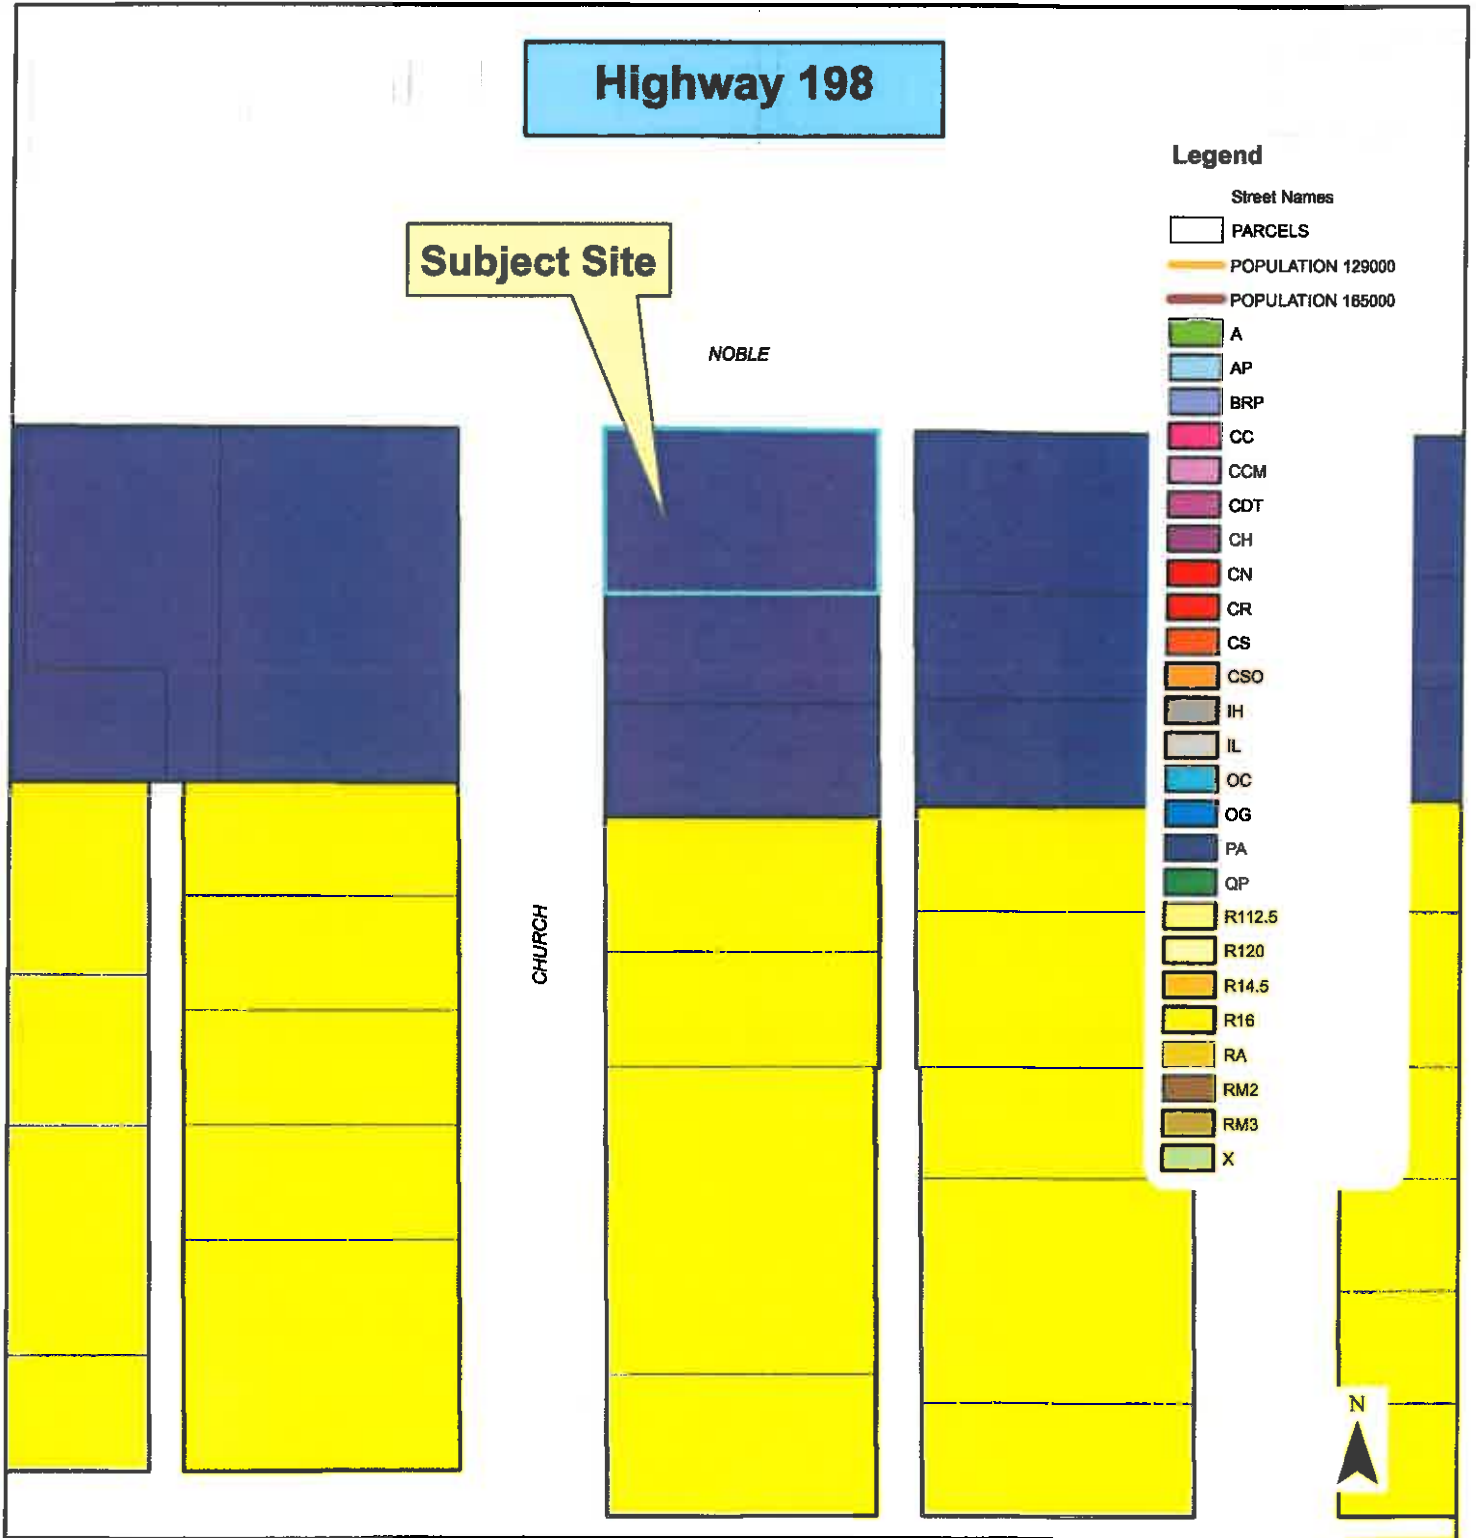 Highway 198
Legend
Street Names
PARCELS
Subject Site
POPULATION 129000
POPULATION 165000
A
NOBLE
AP
BRP
CC
CCM
CDT
CH
CN
CR
CS
CSO
IH
IL
OC
OG
PA
QP
R112.5
CHURCH
R120
R14.5
R16
RA
RM2
RM3
X
N